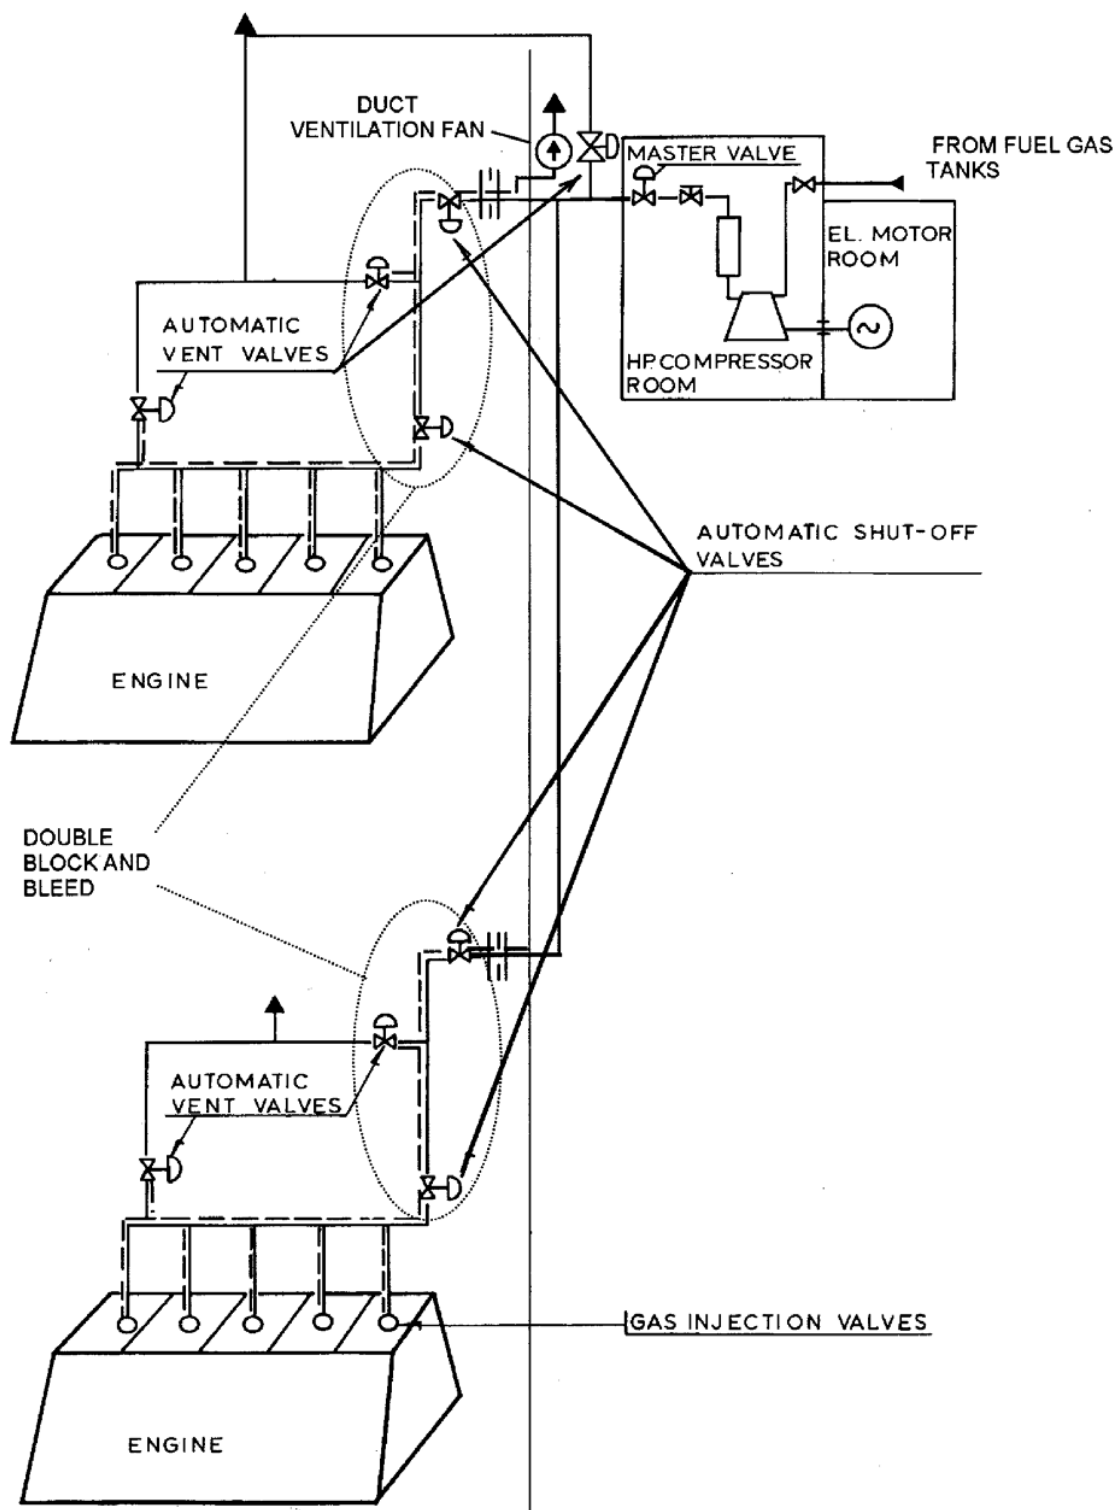 DUCT
VENTILATION FAN
MASTER VALVE
FROM FUEL GAS
TANKS
EL. MOTOR
ROOM
HP. COMPRESSOR
ROOM
AUTOMATIC
VENT VALVES
AUTOMATIC SHUT-OFF
VALVES
ENGINE
DOUBLE
BLOCK AND
BLEED
AUTOMATIC
VENT VALVES
GAS INJECTION VALVES
ENGINE